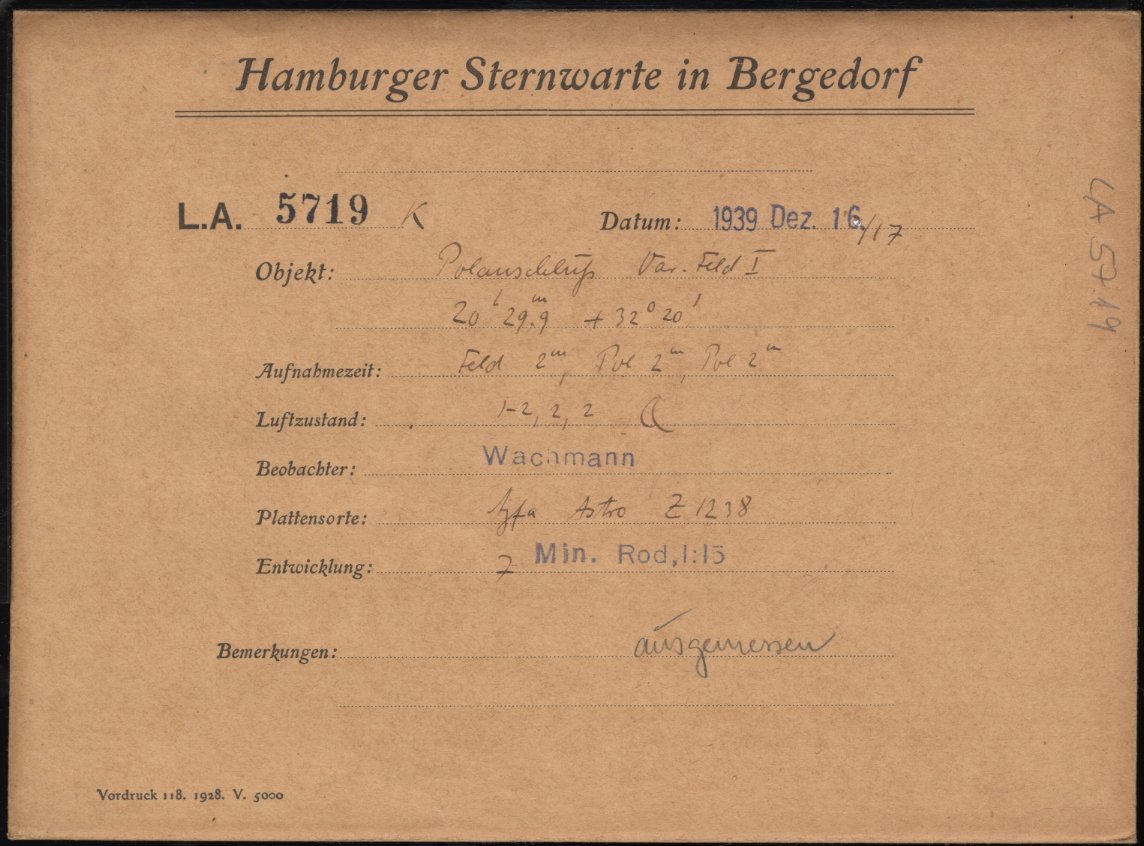 Hamburger Sternwarte in Bergedorf
L.A. 5719 K
Datum: 1939 Dez. 16./17
Objekt: Polanschluß Var. Feld I
20ʰ 29ᵐ.9 + 32° 20'
Aufnahmezeit: Feld 2ᵐ, Pol 2ᵐ, Pol 2ᵐ
Luftzustand: 1-2, 2, 2
Beobachter: Wachmann
Plattensorte: Agfa Astro Z 1238
Entwicklung: 7 Min. Rod, 1:15
Bemerkungen: ausgemessen
Vordruck 118. 1928. V. 5000
LA 5719